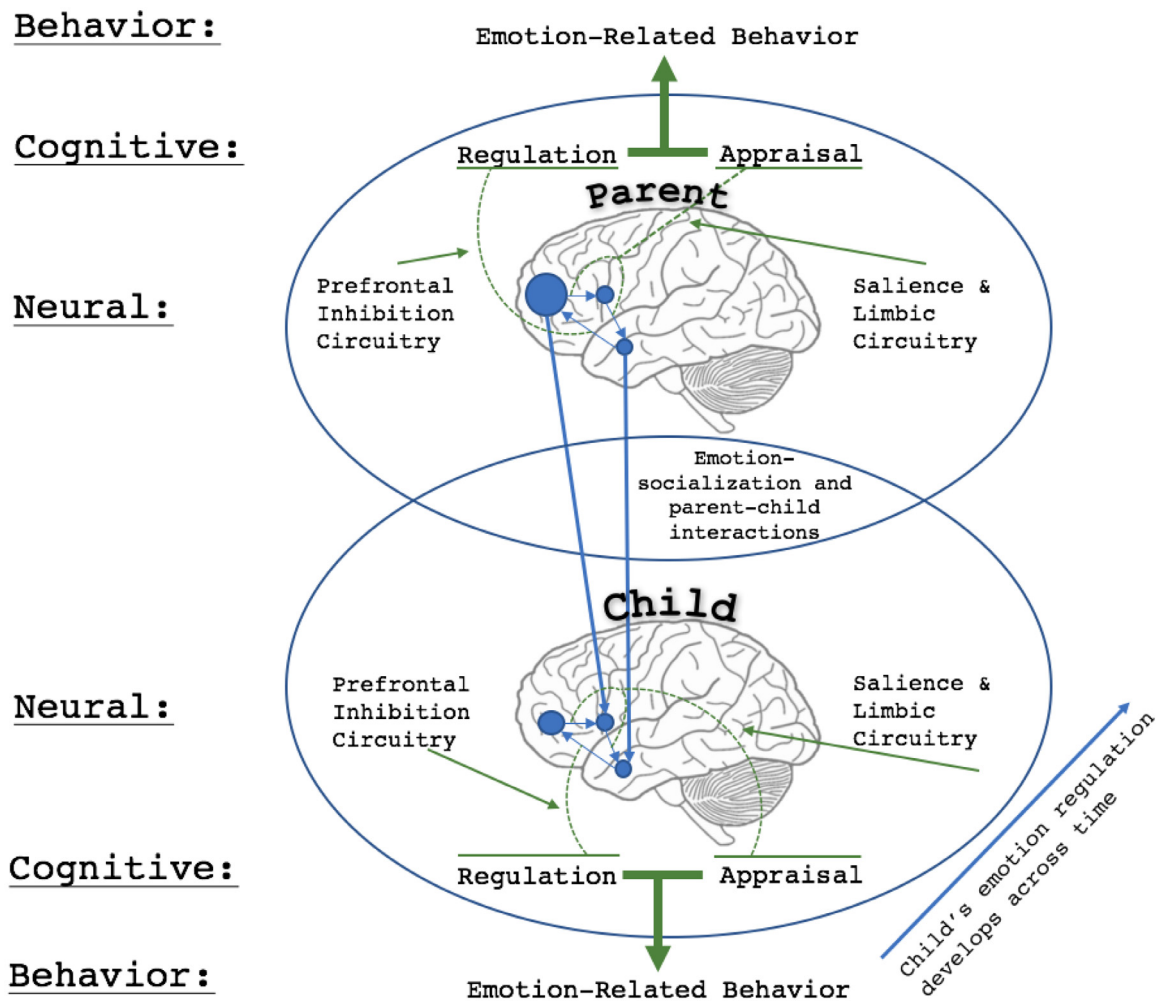 Behavior:
Emotion-Related Behavior
Cognitive:
Regulation
Appraisal
Parent
Neural:
Prefrontal
Inhibition
Circuitry
Salience &
Limbic
Circuitry
Emotion-
socialization and
parent-child
interactions
Child
Neural:
Prefrontal
Inhibition
Circuitry
Salience &
Limbic
Circuitry
Child's emotion regulation
develops across time
Cognitive:
Regulation
Appraisal
Behavior:
Emotion-Related Behavior